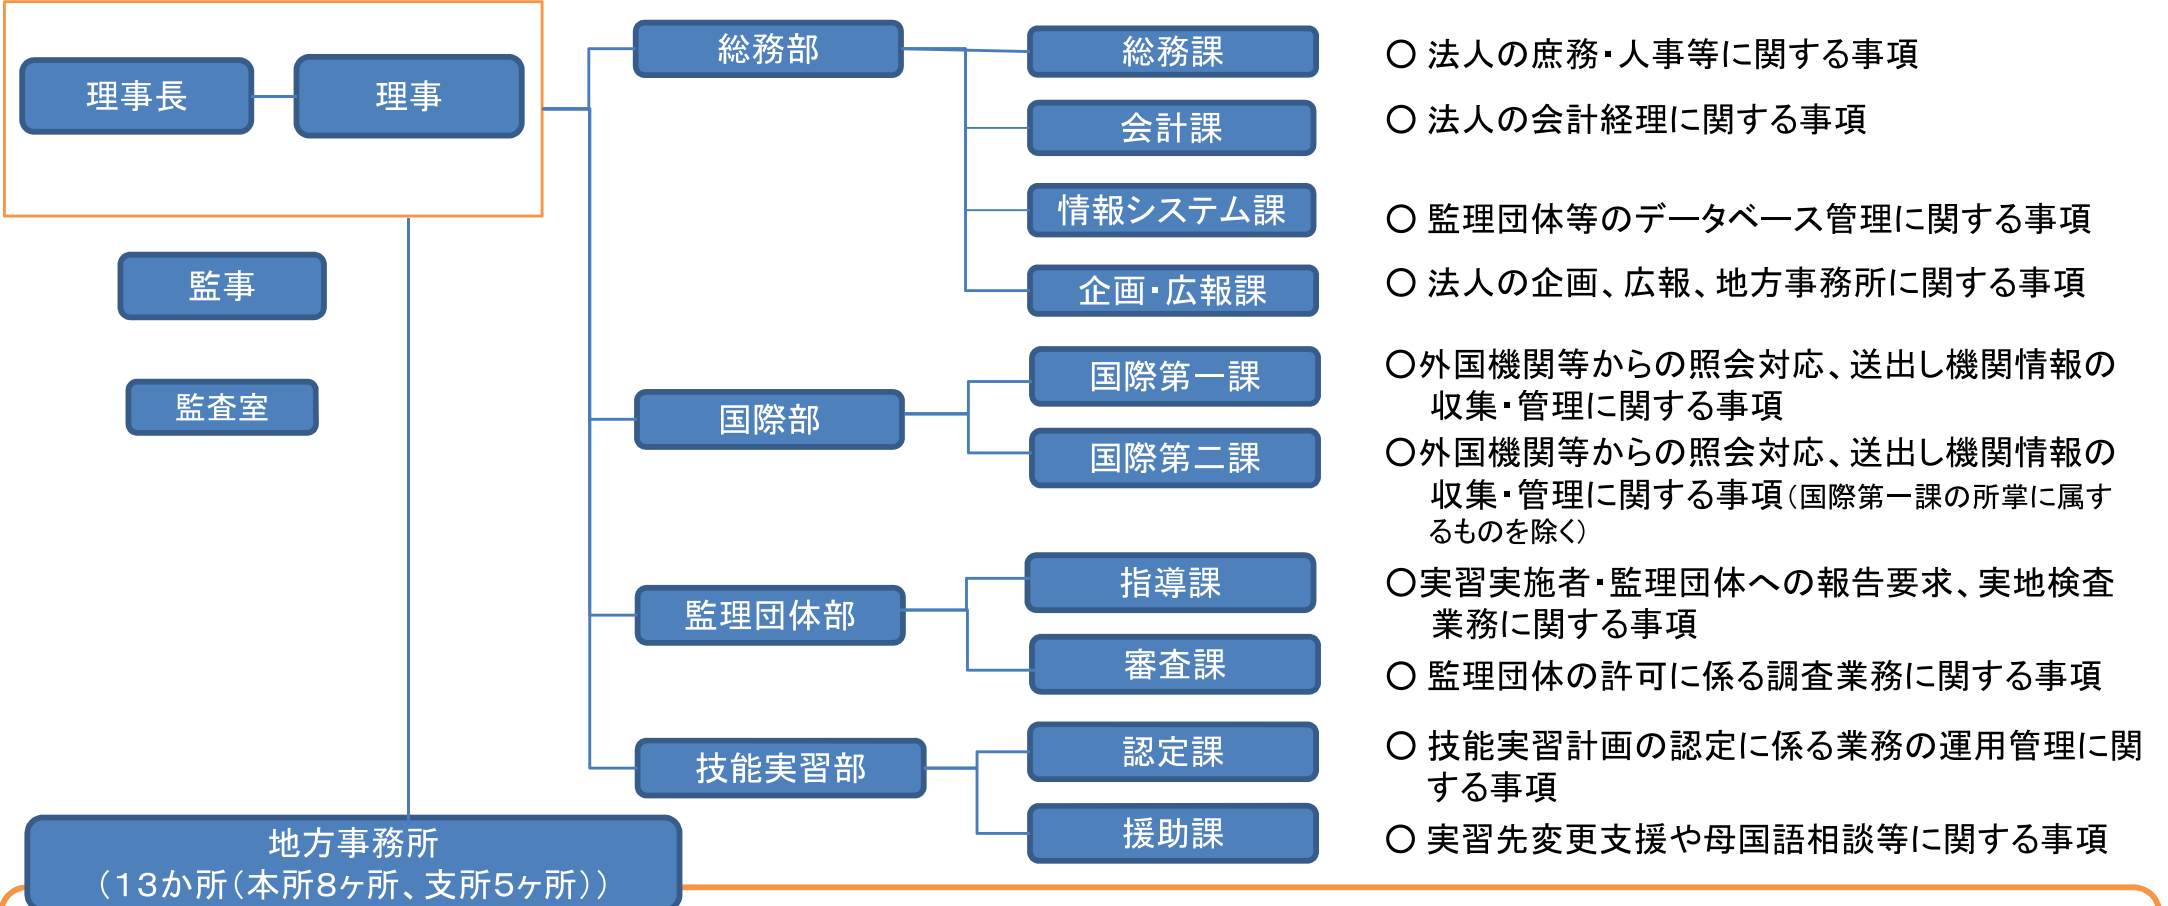 理事長
理事
監事
監査室
地方事務所
（１３か所（本所８ヶ所、支所５ヶ所））
総務部
総務課
○ 法人の庶務・人事等に関する事項
会計課
○ 法人の会計経理に関する事項
情報システム課
○ 監理団体等のデータベース管理に関する事項
企画・広報課
○ 法人の企画、広報、地方事務所に関する事項
国際部
国際第一課
○外国機関等からの照会対応、送出し機関情報の
収集・管理に関する事項
国際第二課
○外国機関等からの照会対応、送出し機関情報の
収集・管理に関する事項（国際第一課の所掌に属す
るものを除く）
監理団体部
指導課
○実習実施者・監理団体への報告要求、実地検査
業務に関する事項
審査課
○ 監理団体の許可に係る調査業務に関する事項
技能実習部
認定課
○ 技能実習計画の認定に係る業務の運用管理に関
する事項
援助課
○ 実習先変更支援や母国語相談等に関する事項